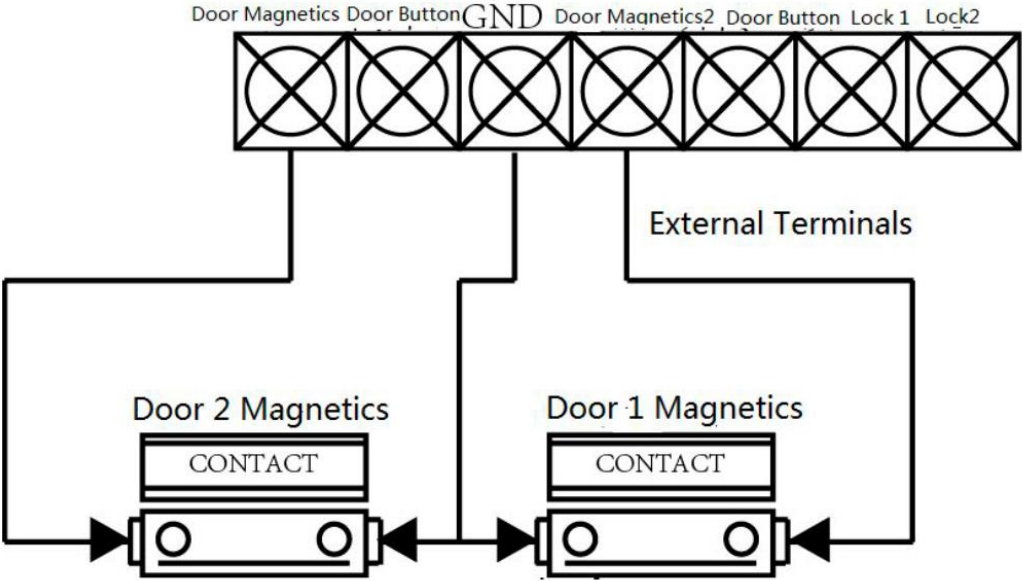 Door Magnetics Door Button GND Door Magnetics2 Door Button Lock 1 Lock2
External Terminals
Door 2 Magnetics Door 1 Magnetics
CONTACT CONTACT